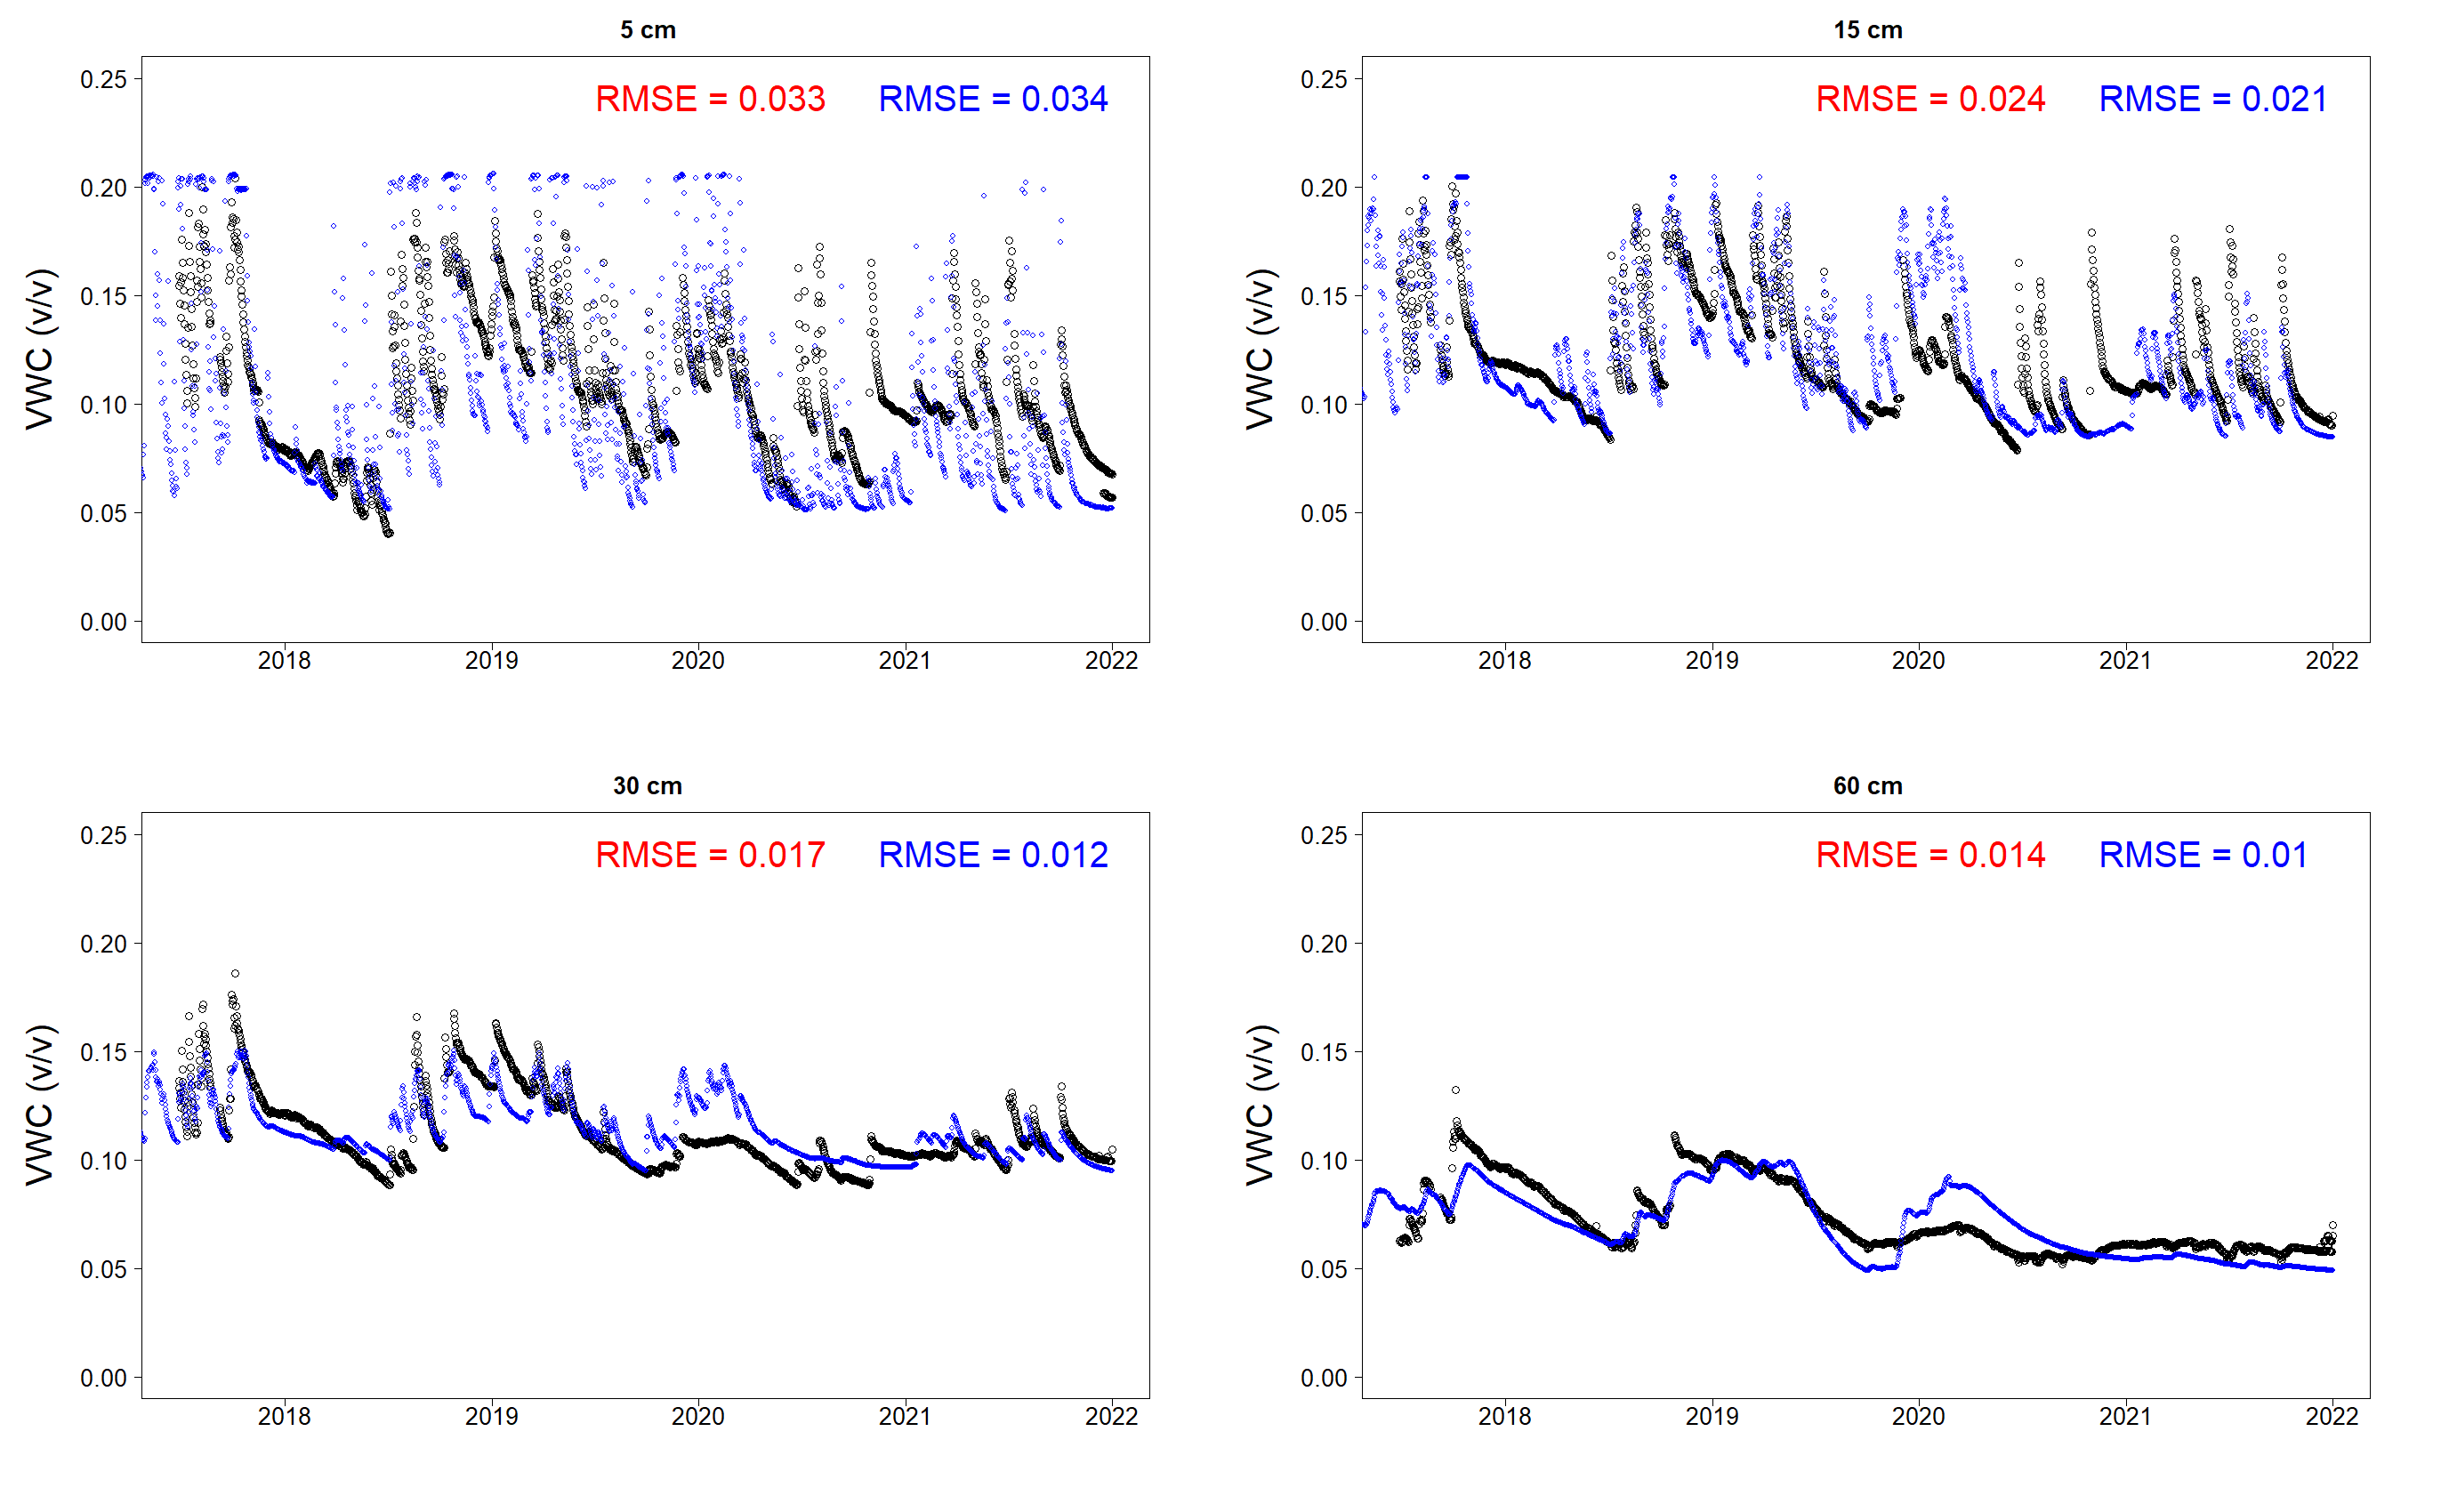 5 cm
RMSE = 0.033 RMSE = 0.034
VWC (v/v)
0.25
0.20
0.15
0.10
0.05
0.00
2018 2019 2020 2021 2022
15 cm
RMSE = 0.024 RMSE = 0.021
VWC (v/v)
0.25
0.20
0.15
0.10
0.05
0.00
2018 2019 2020 2021 2022
30 cm
RMSE = 0.017 RMSE = 0.012
VWC (v/v)
0.25
0.20
0.15
0.10
0.05
0.00
2018 2019 2020 2021 2022
60 cm
RMSE = 0.014 RMSE = 0.01
VWC (v/v)
0.25
0.20
0.15
0.10
0.05
0.00
2018 2019 2020 2021 2022